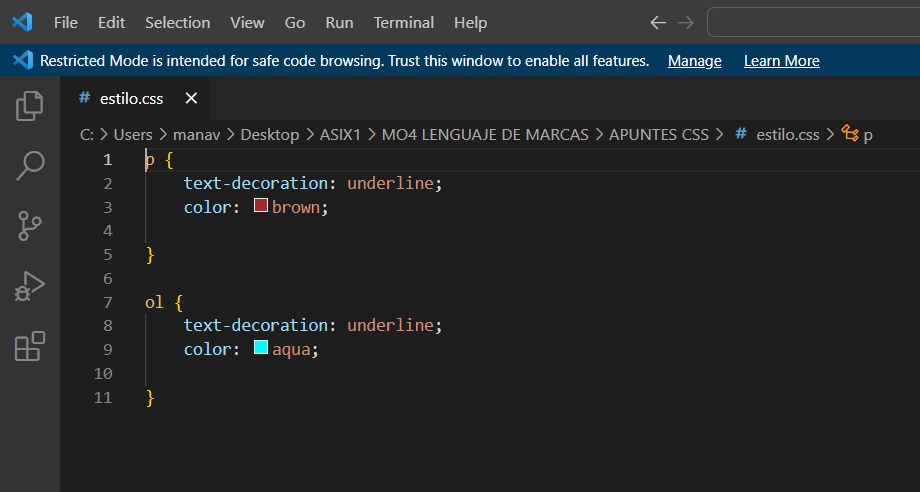 File Edit Selection View Go Run Terminal Help
Restricted Mode is intended for safe code browsing. Trust this window to enable all features. Manage Learn More
# estilo.css
C: > Users > manav > Desktop > ASIX1 > MO4 LENGUAJE DE MARCAS > APUNTES CSS > # estilo.css > p
1 p {
2     text-decoration: underline;
3     color: brown;
4
5 }
6
7 ol {
8     text-decoration: underline;
9     color: aqua;
10
11 }